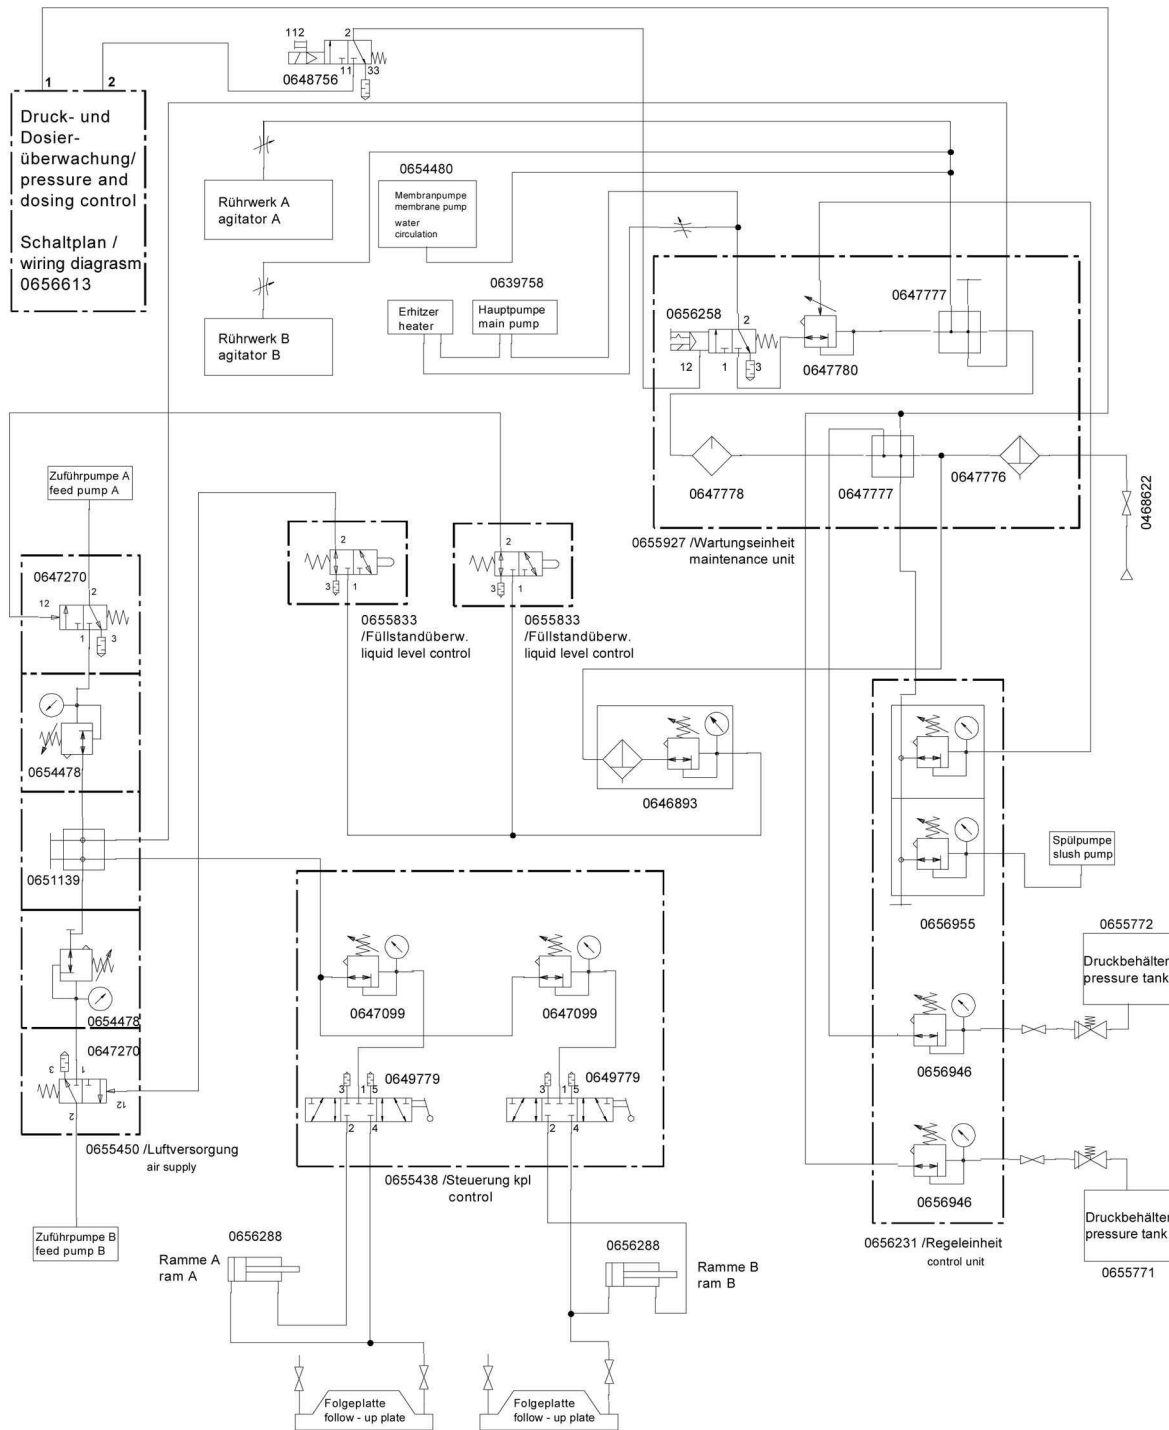 1
2
Druck- und
Dosier-
überwachung/
pressure and
dosing control
Schaltplan /
wiring diagrasm
0656613
112
2
11
33
0648756
Rührwerk A
agitator A
Rührwerk B
agitator B
0654480
Membranpumpe
membrane pump
water
circulation
0639758
Erhitzer
heater
Hauptpumpe
main pump
0656258
2
12
1
3
0647780
0647777
0647778
0647777
0647776
0468622
0655927 /Wartungseinheit
maintenance unit
Zuführpumpe A
feed pump A
0647270
2
12
1
3
0654478
0651139
0654478
0647270
3
1
2
12
0655450 /Luftversorgung
air supply
Zuführpumpe B
feed pump B
2
3
1
0655833
/Füllstandüberw.
liquid level control
2
3
1
0655833
/Füllstandüberw.
liquid level control
0646893
0647099
0647099
3
1
5
0649779
2
4
3
1
5
0649779
2
4
0655438 /Steuerung kpl
control
0656955
Spülpumpe
slush pump
0655772
Druckbehälter
pressure tank
0656946
0656946
Druckbehälter
pressure tank
0655771
0656231 /Regeleinheit
control unit
Ramme A
ram A
0656288
0656288
Ramme B
ram B
Folgeplatte
follow - up plate
Folgeplatte
follow - up plate